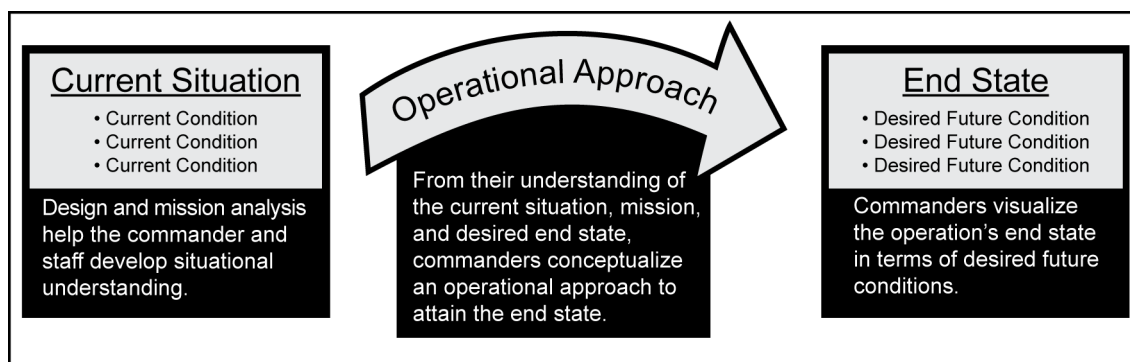 Current Situation
• Current Condition
• Current Condition
• Current Condition
Design and mission analysis
help the commander and
staff develop situational
understanding.
Operational Approach
From their understanding of
the current situation, mission,
and desired end state,
commanders conceptualize
an operational approach to
attain the end state.
End State
• Desired Future Condition
• Desired Future Condition
• Desired Future Condition
Commanders visualize
the operation’s end state
in terms of desired future
conditions.